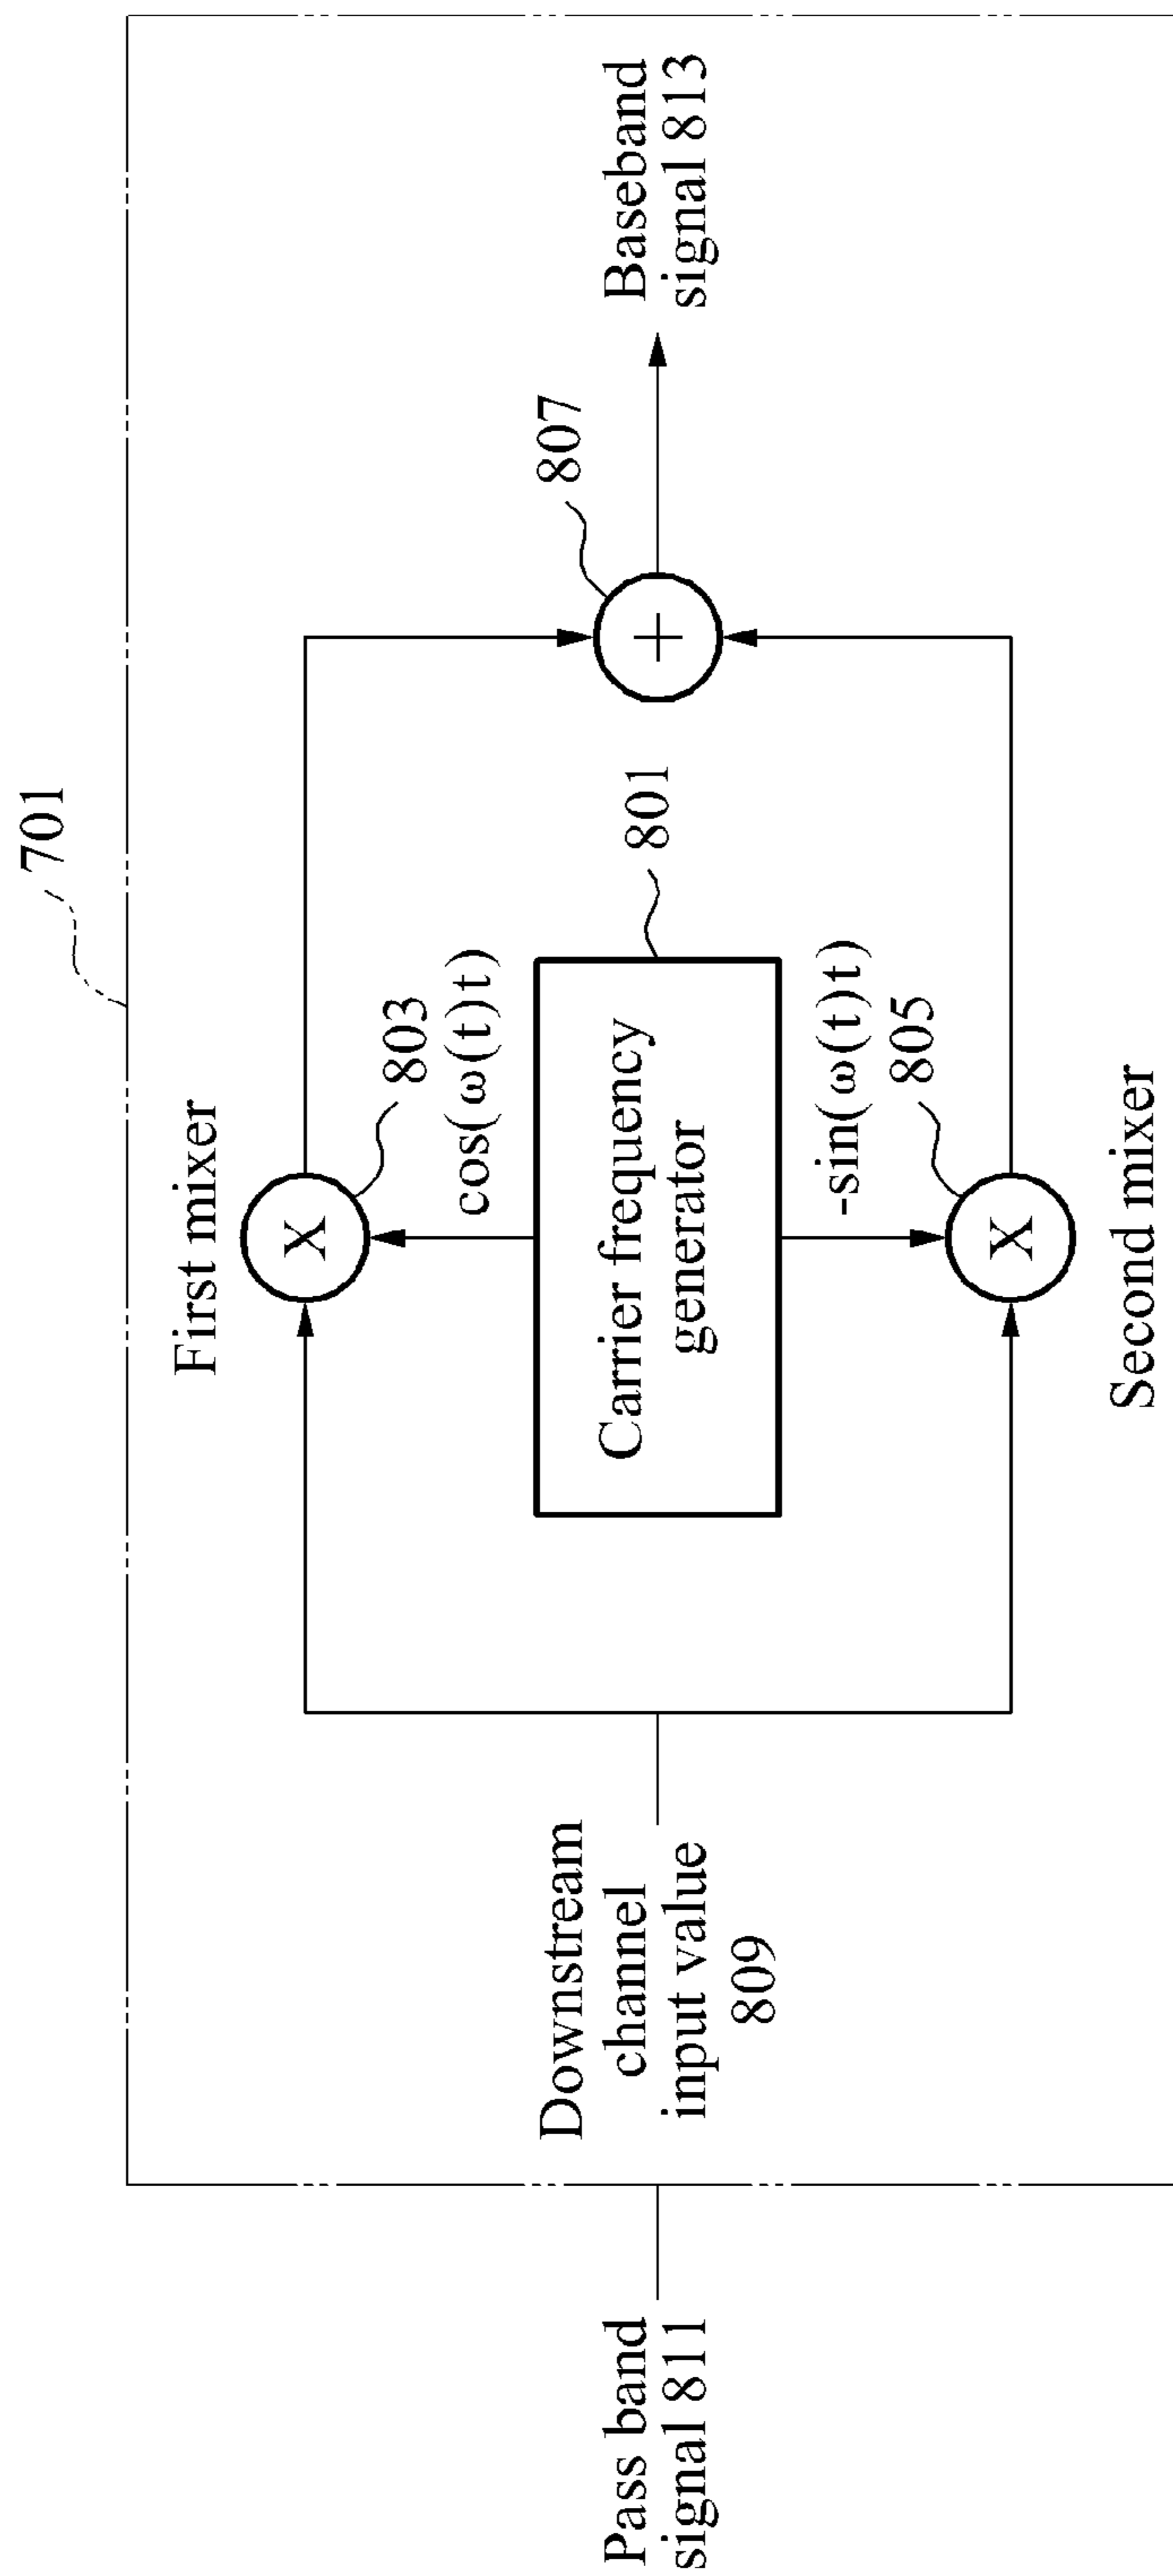 701
First mixer
803
cos(ω(t)t)
Pass band
signal 811
Downstream
channel
input value
809
Carrier frequency
generator
801
807
Baseband
signal 813
-sin(ω(t)t)
805
Second mixer
X
X
+